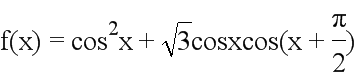 f(x) = cos²x + √3cosxcos(x + π/2)